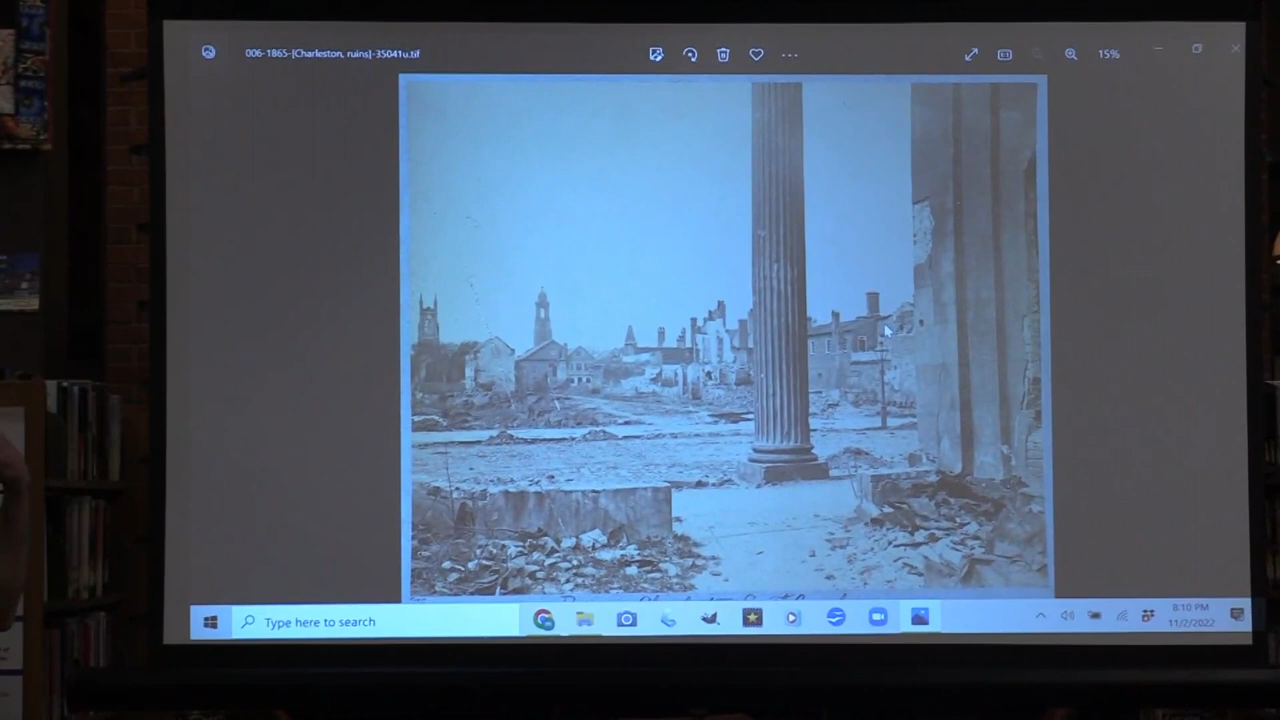 006-1865-[Charleston, ruins]-35041u.tif
15%
Type here to search
8:10 PM
11/2/2022